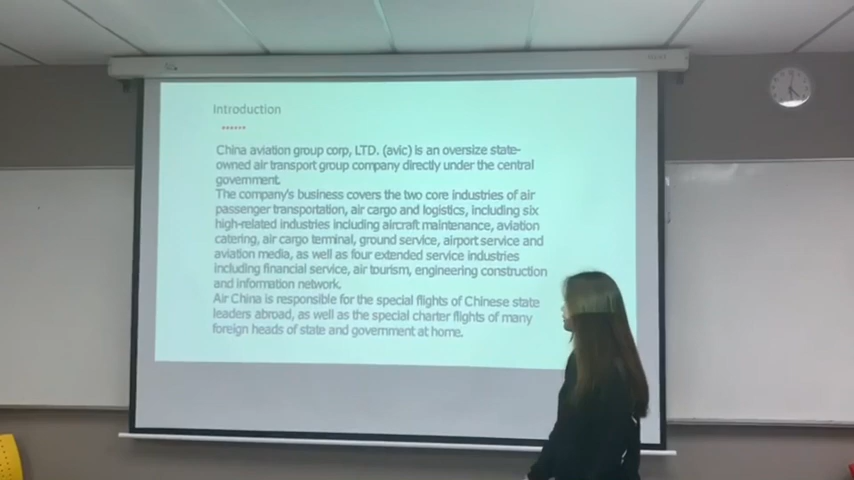 Introduction
China aviation group corp, LTD. (avic) is an oversize state-
owned air transport group company directly under the central
government.
The company's business covers the two core industries of air
passenger transportation, air cargo and logistics, including six
high-related industries including aircraft maintenance, aviation
catering, air cargo terminal, ground service, airport service and
aviation media, as well as four extended service industries
including financial service, air tourism, engineering construction
and information network.
Air China is responsible for the special flights of Chinese state
leaders abroad, as well as the special charter flights of many
foreign heads of state and government at home.